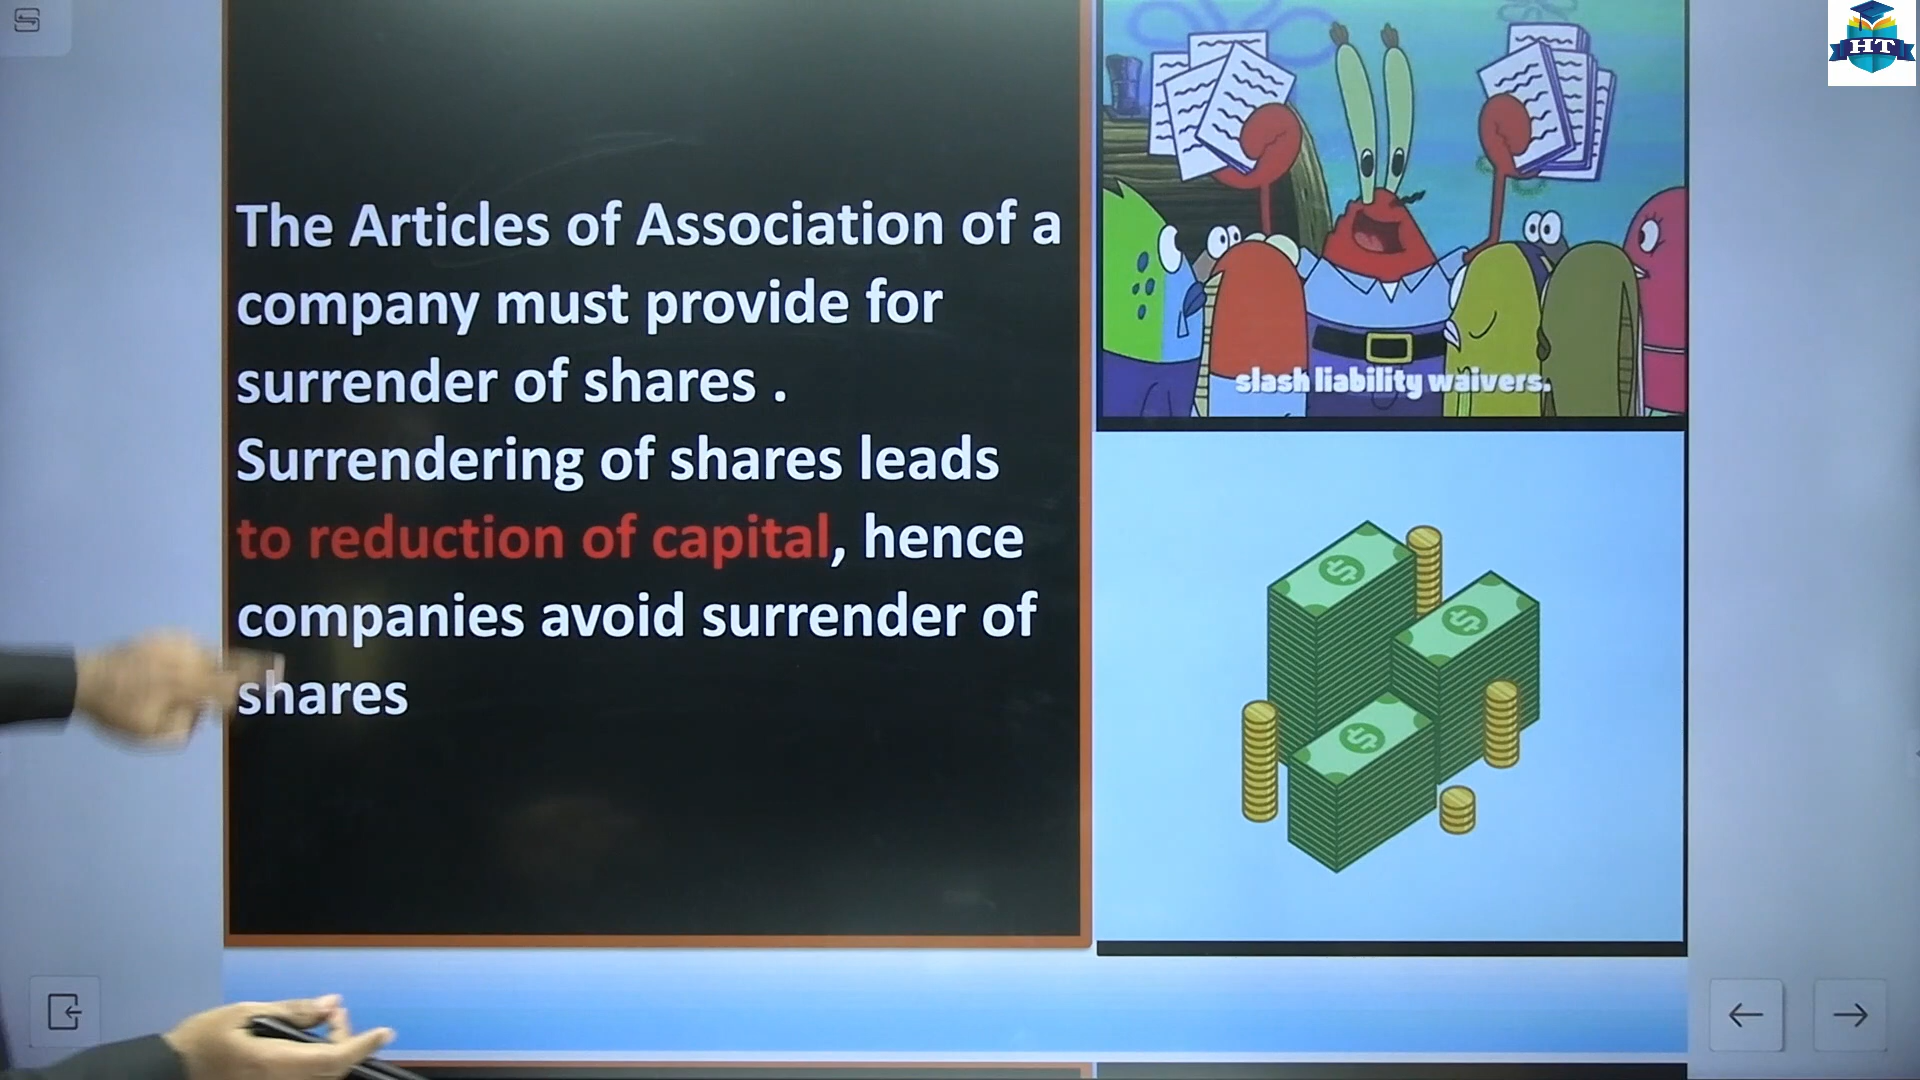 The Articles of Association of a
company must provide for
surrender of shares .
Surrendering of shares leads
to reduction of capital, hence
companies avoid surrender of
shares
slash liability waivers.
HT